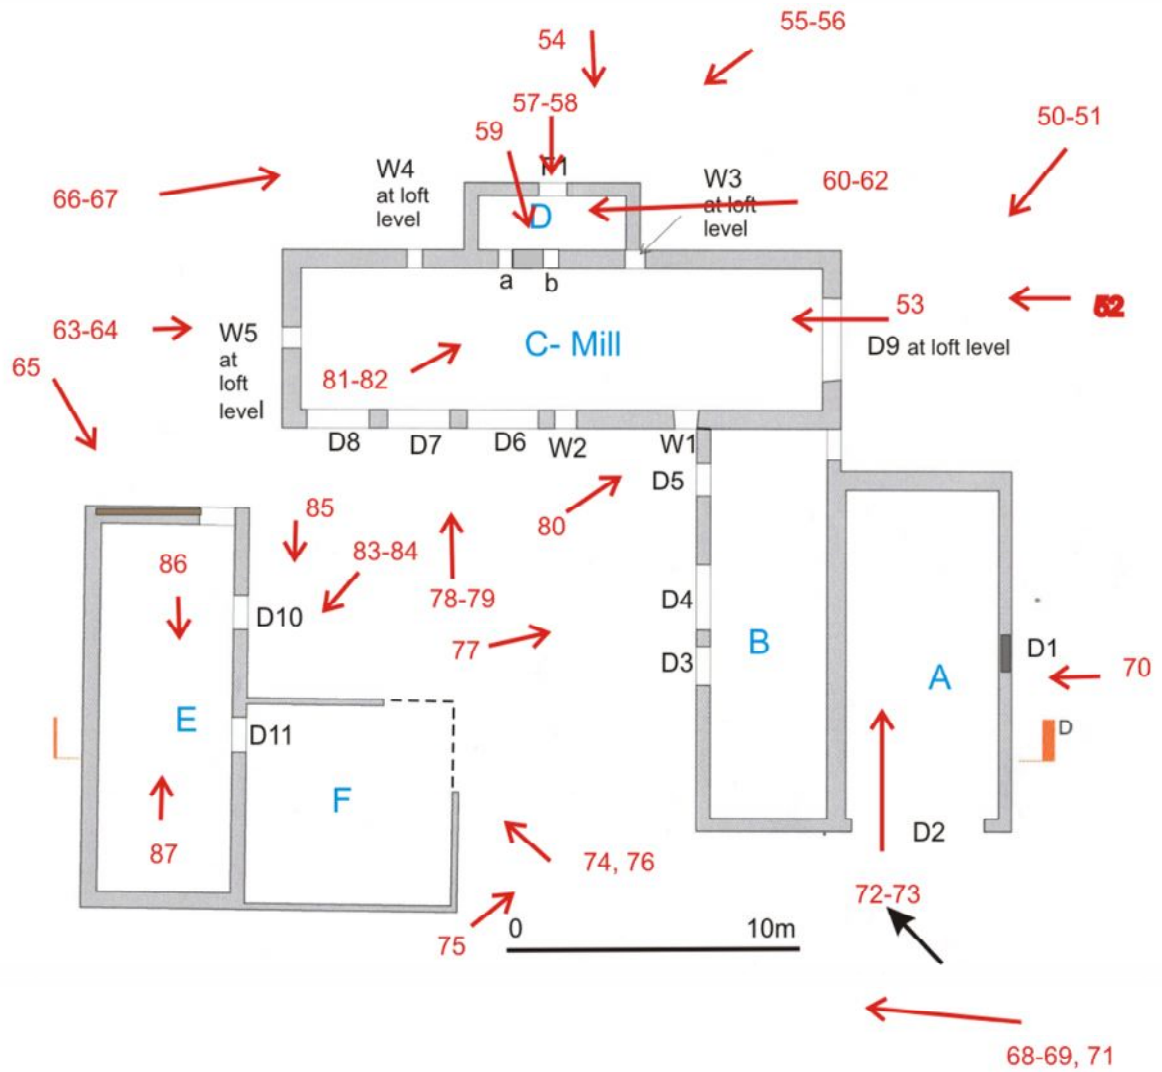 54
55-56
57-58
59
50-51
66-67
W4
at loft
level
W3
at loft
level
60-62
D
a
b
63-64
W5
at
loft
level
53
C- Mill
D9 at loft level
65
81-82
D8
D7
D6
W2
W1
D5
85
80
86
83-84
D10
78-79
D4
77
D3
B
D1
A
70
E
D11
D
F
87
74, 76
D2
72-73
75
0
10m
68-69, 71